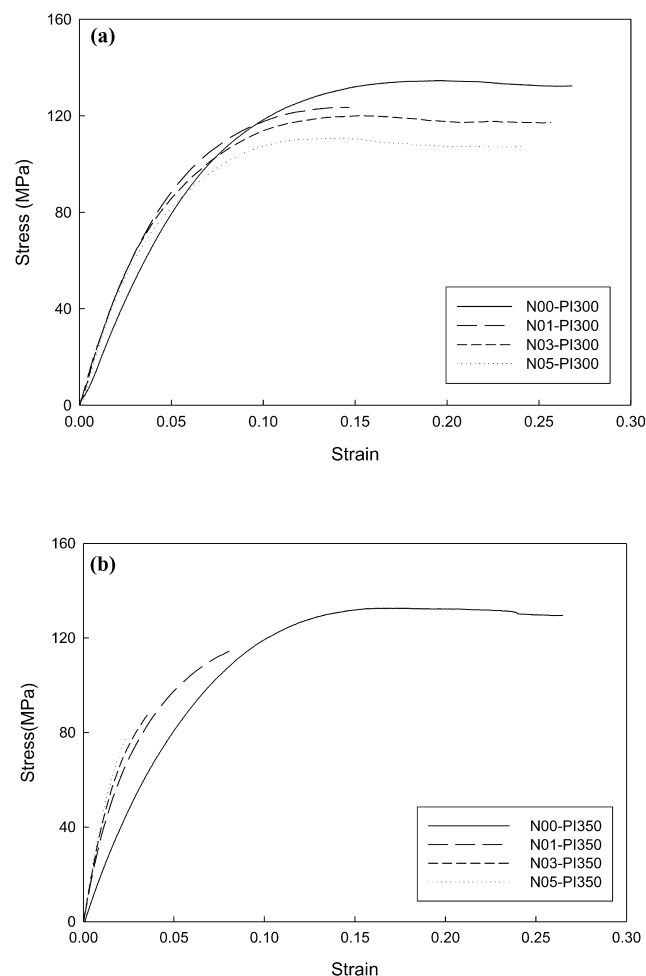 (a)
160
120
80
40
0
Stress (MPa)
N00-PI300
N01-PI300
N03-PI300
N05-PI300
0.00 0.05 0.10 0.15 0.20 0.25 0.30
Strain
(b)
160
120
80
40
0
Stress(MPa)
N00-PI350
N01-PI350
N03-PI350
N05-PI350
0.00 0.05 0.10 0.15 0.20 0.25 0.30
Strain